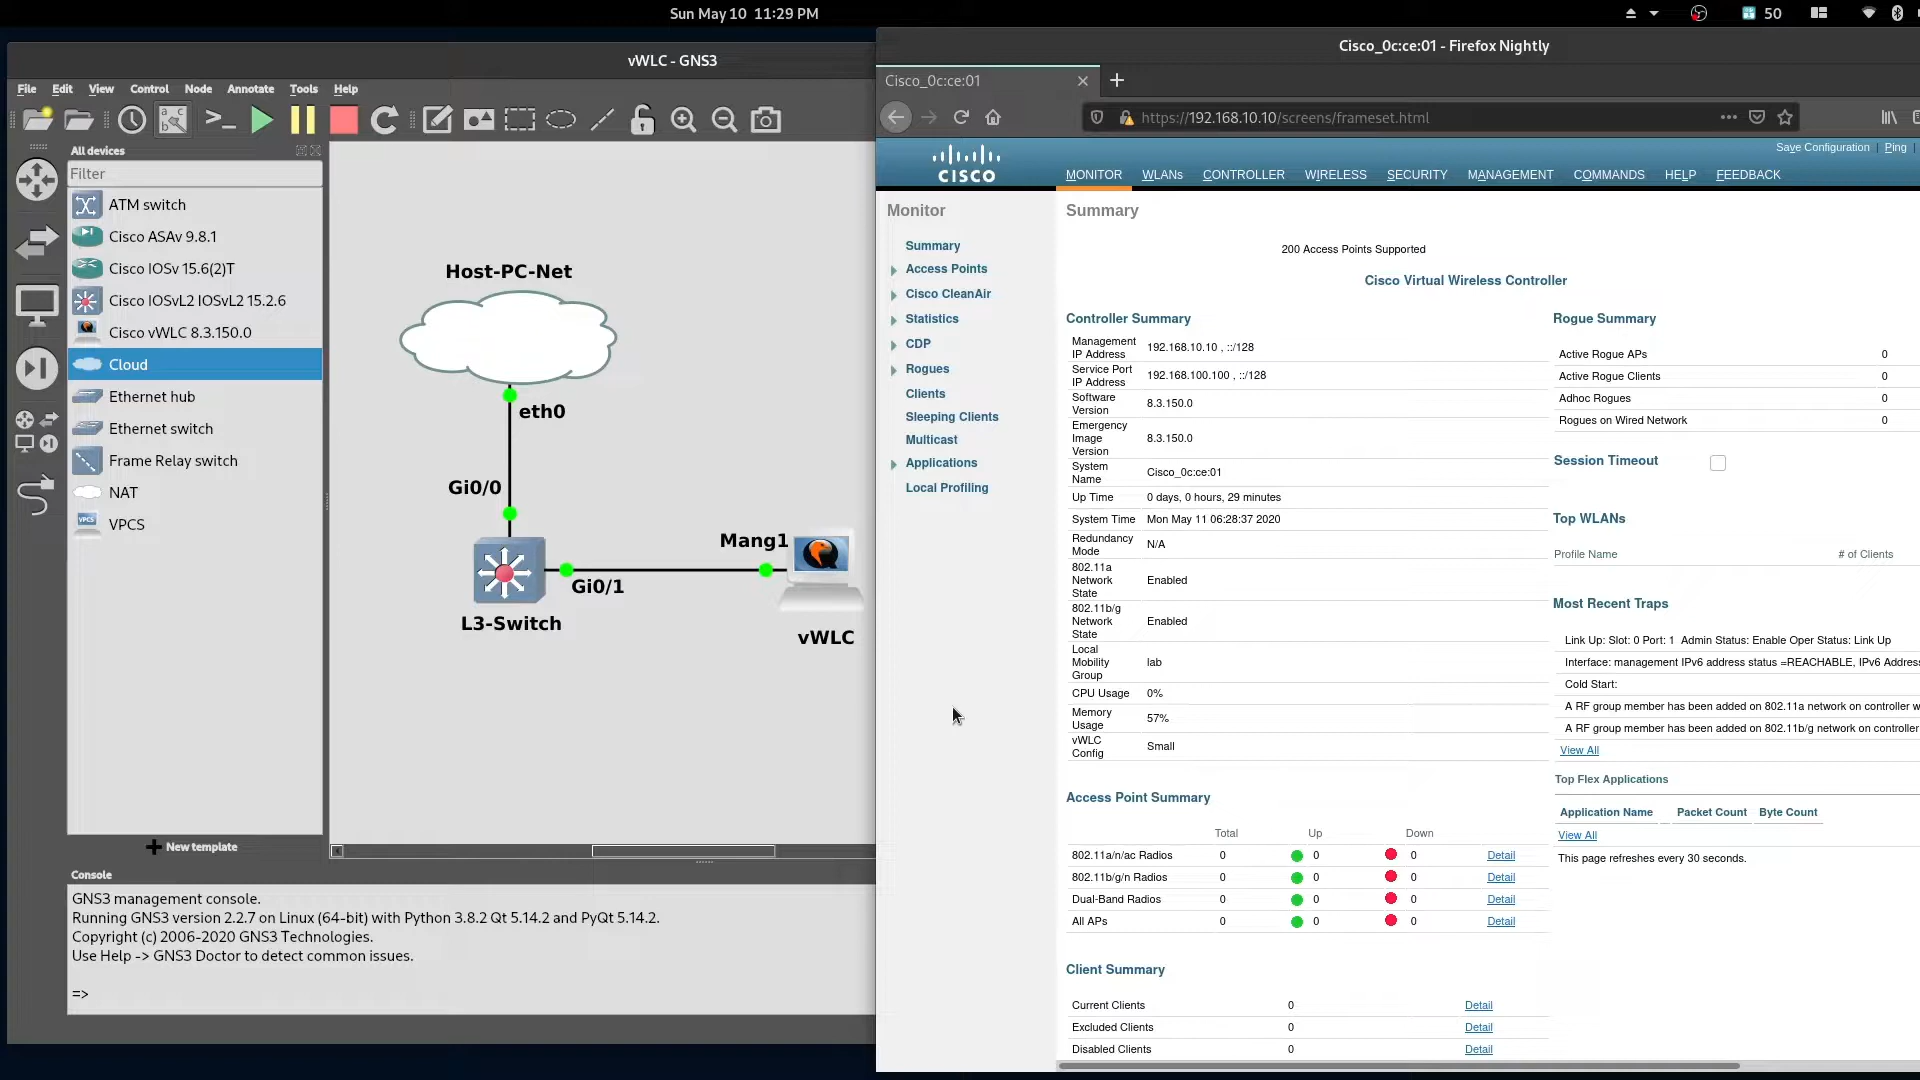 Sun May 10 11:29 PM
50
vWLC - GNS3
File Edit View Control Node Annotate Tools Help
All devices
Filter
ATM switch
Cisco ASAv 9.8.1
Cisco IOSv 15.6(2)T
Cisco IOSvL2 IOSvL2 15.2.6
Cisco vWLC 8.3.150.0
Cloud
Ethernet hub
Ethernet switch
Frame Relay switch
NAT
VPCS
New template
Host-PC-Net
eth0
Gi0/0
Mang1
Gi0/1
L3-Switch
vWLC
Console
GNS3 management console.
Running GNS3 version 2.2.7 on Linux (64-bit) with Python 3.8.2 Qt 5.14.2 and PyQt 5.14.2.
Copyright (c) 2006-2020 GNS3 Technologies.
Use Help -> GNS3 Doctor to detect common issues.
=>
Cisco_0c:ce:01 - Firefox Nightly
Cisco_0c:ce:01
https://192.168.10.10/screens/frameset.html
Save Configuration | Ping |
CISCO
MONITOR WLANs CONTROLLER WIRELESS SECURITY MANAGEMENT COMMANDS HELP FEEDBACK
Monitor
Summary
Access Points
Cisco CleanAir
Statistics
CDP
Rogues
Clients
Sleeping Clients
Multicast
Applications
Local Profiling
Summary
200 Access Points Supported
Cisco Virtual Wireless Controller
Controller Summary
Management IP Address 192.168.10.10 , ::/128
Service Port IP Address 192.168.100.100 , ::/128
Software Version 8.3.150.0
Emergency Image Version 8.3.150.0
System Name Cisco_0c:ce:01
Up Time 0 days, 0 hours, 29 minutes
System Time Mon May 11 06:28:37 2020
Redundancy Mode N/A
802.11a Network State Enabled
802.11b/g Network State Enabled
Local Mobility Group lab
CPU Usage 0%
Memory Usage 57%
vWLC Config Small
Access Point Summary
Total Up Down
802.11a/n/ac Radios 0 0 0 Detail
802.11b/g/n Radios 0 0 0 Detail
Dual-Band Radios 0 0 0 Detail
All APs 0 0 0 Detail
Client Summary
Current Clients 0 Detail
Excluded Clients 0 Detail
Disabled Clients 0 Detail
Rogue Summary
Active Rogue APs 0
Active Rogue Clients 0
Adhoc Rogues 0
Rogues on Wired Network 0
Session Timeout
Top WLANs
Profile Name # of Clients
Most Recent Traps
Link Up: Slot: 0 Port: 1 Admin Status: Enable Oper Status: Link Up
Interface: management IPv6 address status =REACHABLE, IPv6 Address
Cold Start:
A RF group member has been added on 802.11a network on controller w
A RF group member has been added on 802.11b/g network on controller
View All
Top Flex Applications
Application Name Packet Count Byte Count
View All
This page refreshes every 30 seconds.